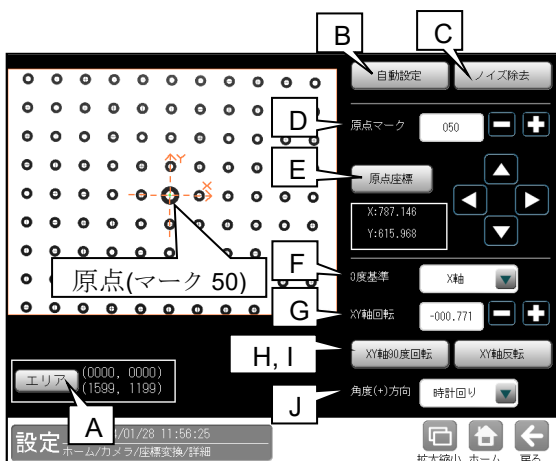 B
C
自動設定
ノイズ除去
D
原点マーク
050
E
原点座標
X:787.146
Y:615.968
Y
X
原点(マーク 50)
F
0度基準
X軸
G
XY軸回転
-000.771
H, I
XY軸90度回転
XY軸反転
J
角度(+)方向
時計回り
エリア
(0000, 0000)
(1599, 1199)
A
設定
/01/28 11:56:25
ホーム/カメラ/座標変換/詳細
拡大縮小
ホーム
戻る